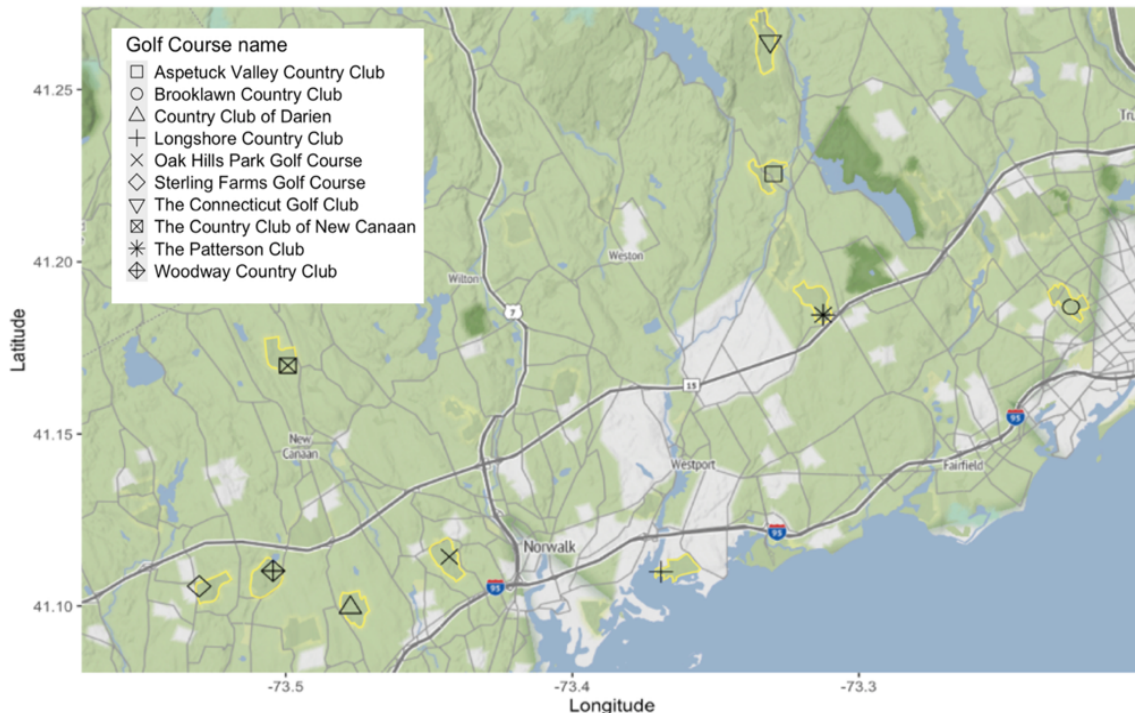 Golf Course name
Aspetuck Valley Country Club
Brooklawn Country Club
Country Club of Darien
Longshore Country Club
Oak Hills Park Golf Course
Sterling Farms Golf Course
The Connecticut Golf Club
The Country Club of New Canaan
The Patterson Club
Woodway Country Club
41.25
41.20
41.15
41.10
Latitude
Tru
Weston
Wilton
7
15
95
New
Canaan
Westport
Fairfield
95
Norwalk
95
-73.5
-73.4
-73.3
Longitude